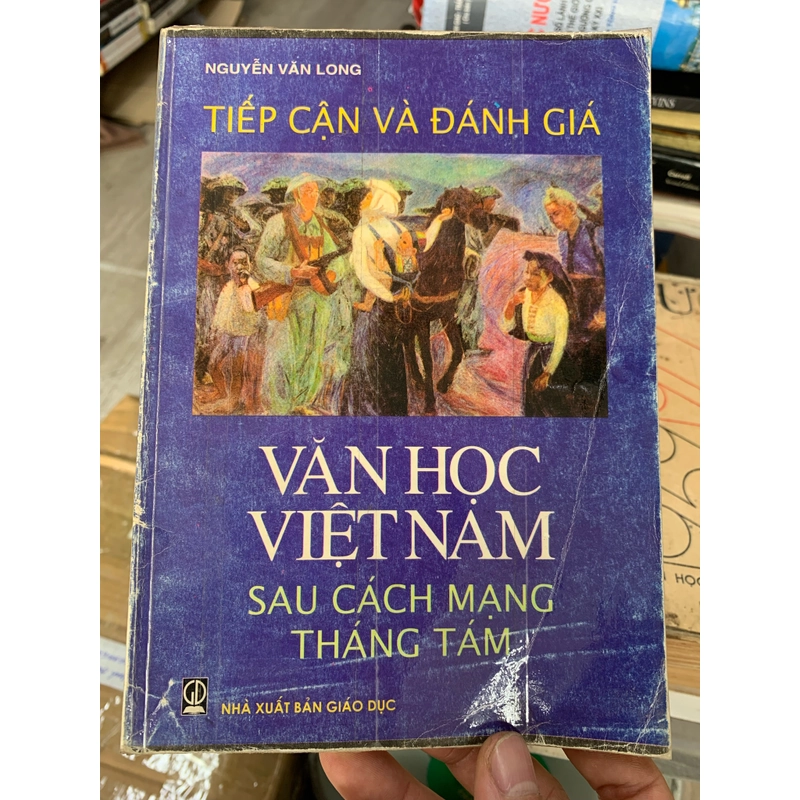 NGUYỄN VĂN LONG
TIẾP CẬN VÀ ĐÁNH GIÁ
VĂN HỌC
VIỆT NAM
SAU CÁCH MẠNG
THÁNG TÁM
GD
NHÀ XUẤT BẢN GIÁO DỤC